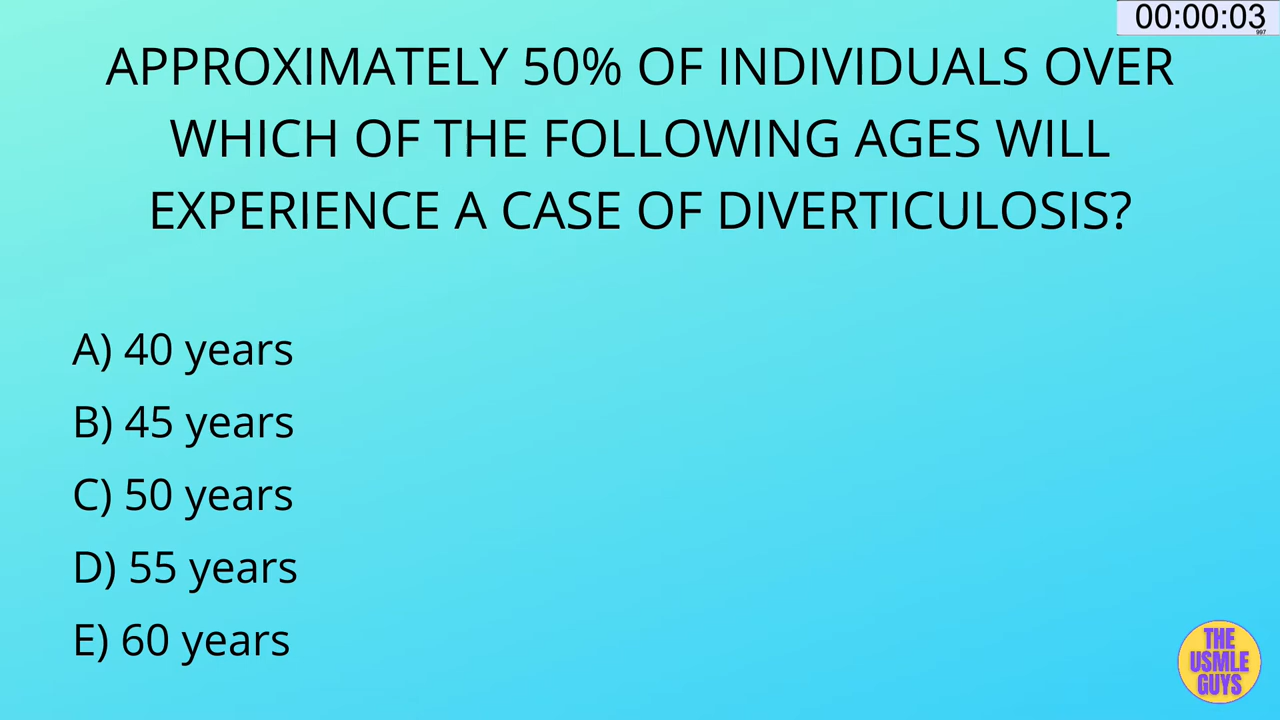 00:00:03
997
APPROXIMATELY 50% OF INDIVIDUALS OVER
WHICH OF THE FOLLOWING AGES WILL
EXPERIENCE A CASE OF DIVERTICULOSIS?
A) 40 years
B) 45 years
C) 50 years
D) 55 years
E) 60 years
THE
USMLE
GUYS